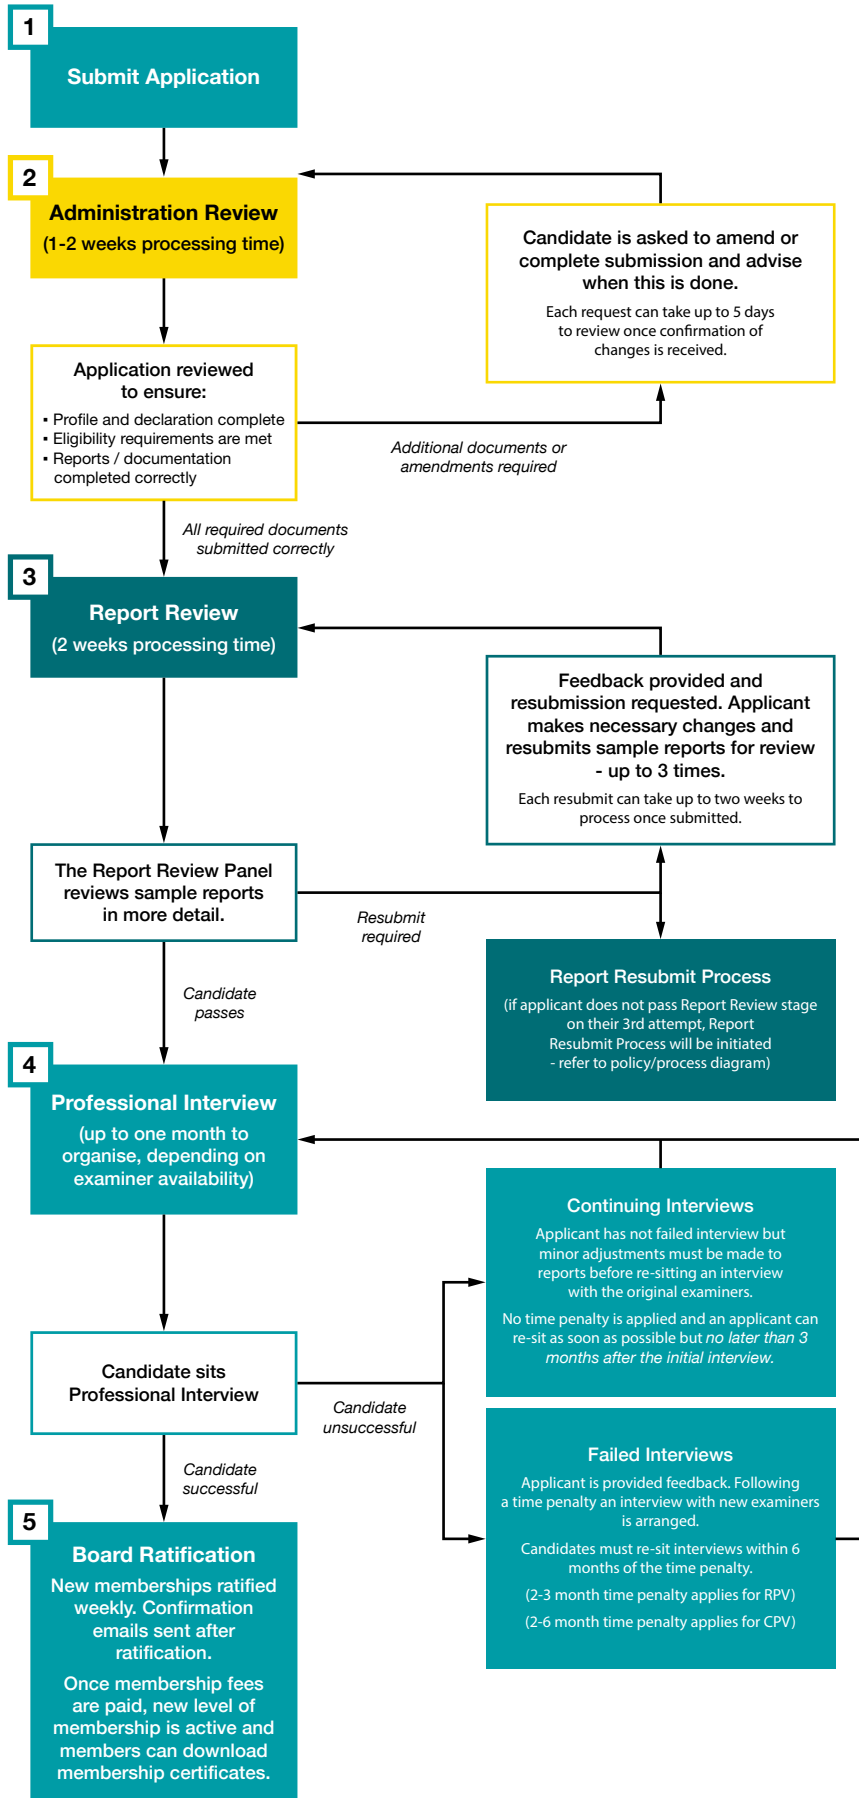 1
Submit Application
2
Administration Review
(1-2 weeks processing time)
Candidate is asked to amend or
complete submission and advise
when this is done.
Each request can take up to 5 days
to review once confirmation of
changes is received.
Application reviewed
to ensure:
▪ Profile and declaration complete
▪ Eligibility requirements are met
▪ Reports / documentation
completed correctly
Additional documents or
amendments required
All required documents
submitted correctly
3
Report Review
(2 weeks processing time)
Feedback provided and
resubmission requested. Applicant
makes necessary changes and
resubmits sample reports for review
- up to 3 times.
Each resubmit can take up to two weeks to
process once submitted.
The Report Review Panel
reviews sample reports
in more detail.
Resubmit
required
Report Resubmit Process
(if applicant does not pass Report Review stage
on their 3rd attempt, Report
Resubmit Process will be initiated
- refer to policy/process diagram)
Candidate
passes
4
Professional Interview
(up to one month to
organise, depending on
examiner availability)
Continuing Interviews
Applicant has not failed interview but
minor adjustments must be made to
reports before re-sitting an interview
with the original examiners.
No time penalty is applied and an applicant can
re-sit as soon as possible but no later than 3
months after the initial interview.
Candidate sits
Professional Interview
Candidate
unsuccessful
Failed Interviews
Applicant is provided feedback. Following
a time penalty an interview with new examiners
is arranged.
Candidates must re-sit interviews within 6
months of the time penalty.
(2-3 month time penalty applies for RPV)
(2-6 month time penalty applies for CPV)
Candidate
successful
5
Board Ratification
New memberships ratified
weekly. Confirmation
emails sent after
ratification.
Once membership fees
are paid, new level of
membership is active and
members can download
membership certificates.